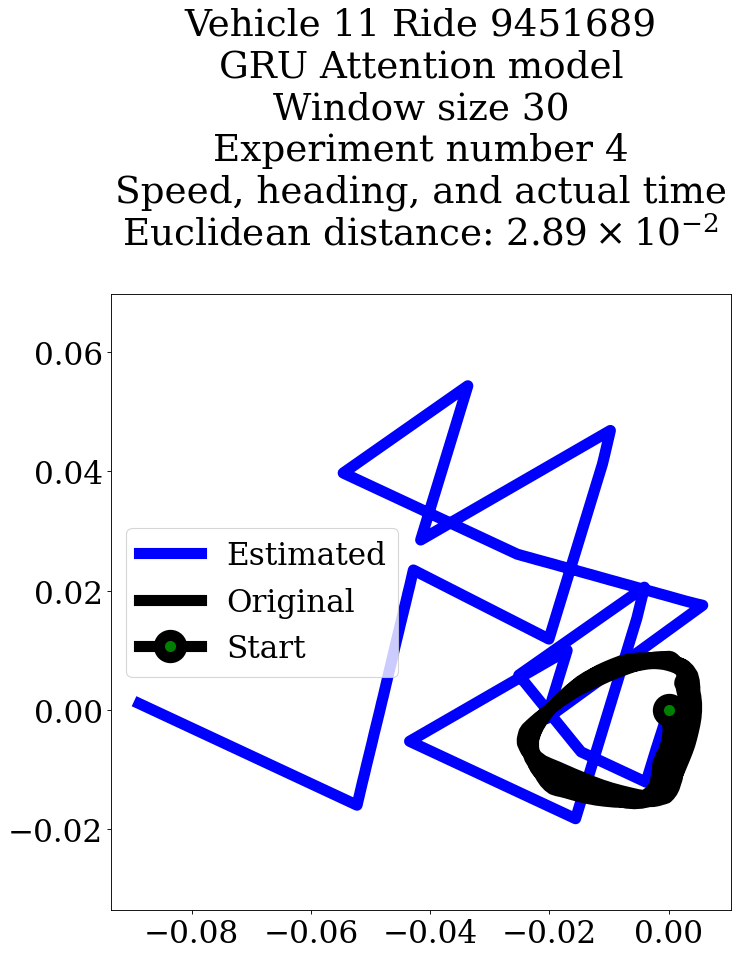 Vehicle 11 Ride 9451689
GRU Attention model
Window size 30
Experiment number 4
Speed, heading, and actual time
Euclidean distance: 2.89 × 10⁻²
0.06
0.04
Estimated
0.02
Original
Start
0.00
−0.02
−0.08 −0.06 −0.04 −0.02 0.00